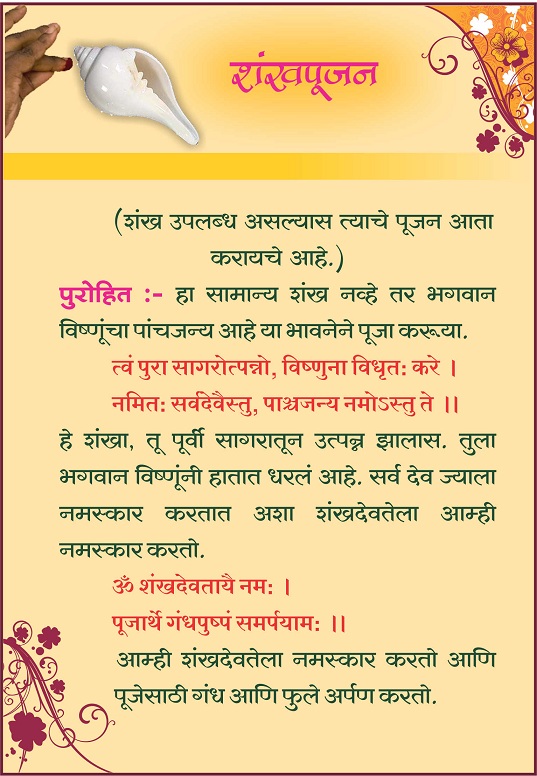 शंखपूजन
(शंख उपलब्ध असल्यास त्याचे पूजन आता
करायचे आहे.)
पुरोहित :- हा सामान्य शंख नव्हे तर भगवान
विष्णूंचा पांचजन्य आहे या भावनेने पूजा करूया.
त्वं पुरा सागरोत्पन्नो, विष्णुना विधृत: करे ।
नमित: सर्वदेवैस्तु, पाञ्चजन्य नमोऽस्तु ते ।।
हे शंखा, तू पूर्वी सागरातून उत्पन्न झालास. तुला
भगवान विष्णूंनी हातात धरलं आहे. सर्व देव ज्याला
नमस्कार करतात अशा शंखदेवतेला आम्ही
नमस्कार करतो.
ॐ शंखदेवतायै नम: ।
पूजार्थे गंधपुष्पं समर्पयाम: ।।
आम्ही शंखदेवतेला नमस्कार करतो आणि
पूजेसाठी गंध आणि फुले अर्पण करतो.